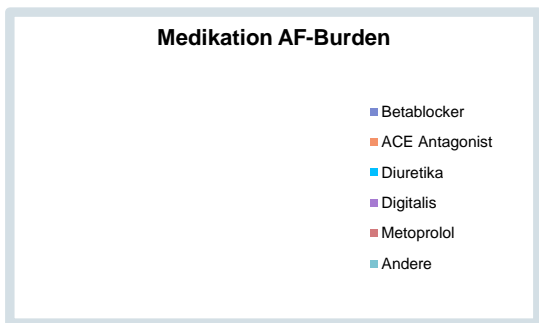 Medikation AF-Burden
Betablocker
ACE Antagonist
Diuretika
Digitalis
Metoprolol
Andere